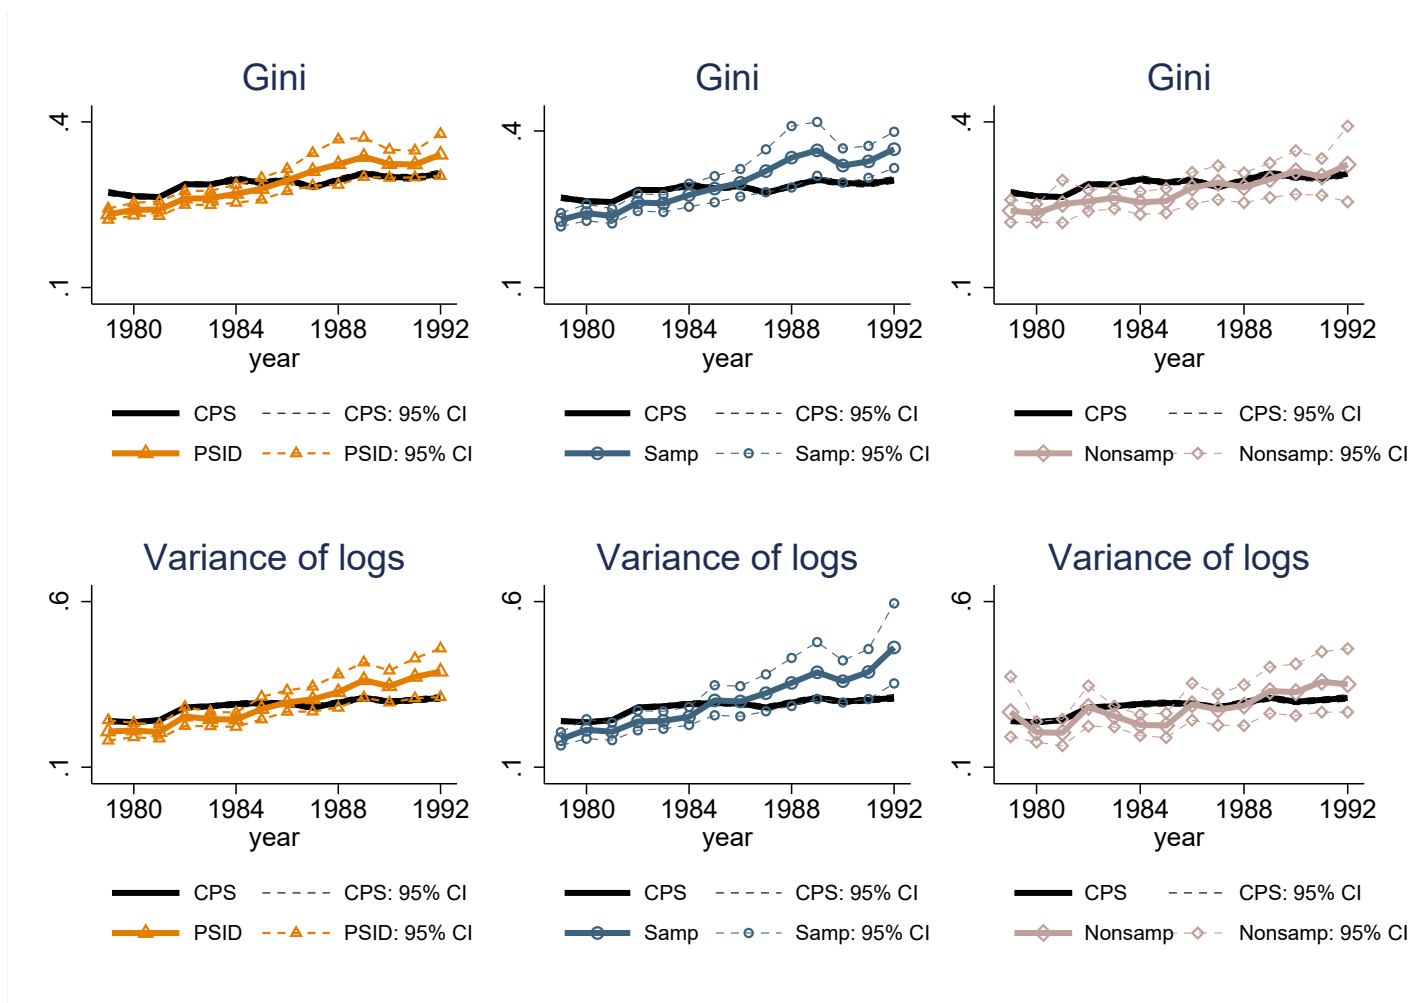 Gini
.4
.1
1980 1984 1988 1992
year
CPS CPS: 95% CI
PSID PSID: 95% CI
Gini
.4
.1
1980 1984 1988 1992
year
CPS CPS: 95% CI
Samp Samp: 95% CI
Gini
.4
.1
1980 1984 1988 1992
year
CPS CPS: 95% CI
Nonsamp Nonsamp: 95% CI
Variance of logs
.6
.1
1980 1984 1988 1992
year
CPS CPS: 95% CI
PSID PSID: 95% CI
Variance of logs
.6
.1
1980 1984 1988 1992
year
CPS CPS: 95% CI
Samp Samp: 95% CI
Variance of logs
.6
.1
1980 1984 1988 1992
year
CPS CPS: 95% CI
Nonsamp Nonsamp: 95% CI